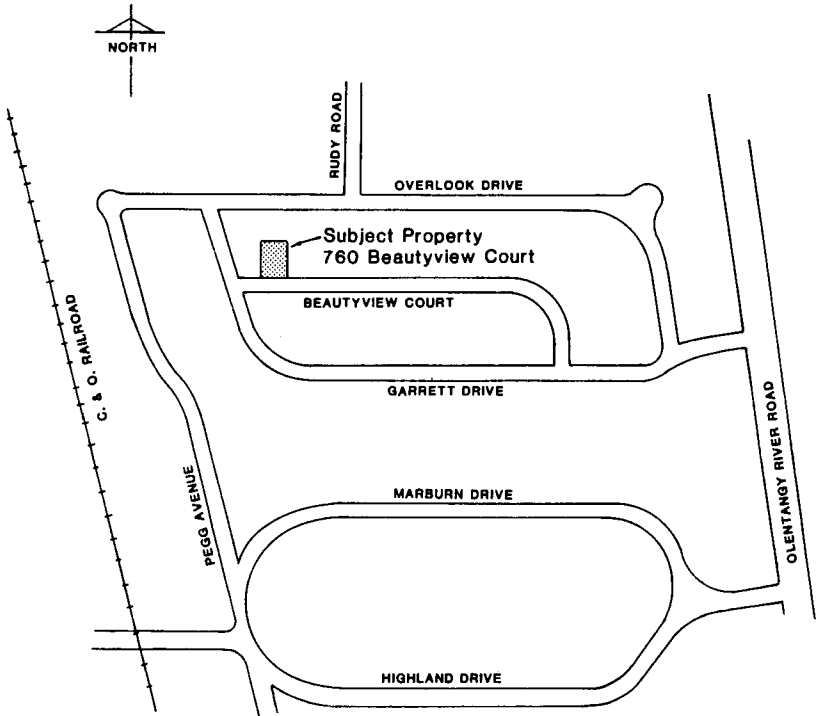 NORTH
RUDY ROAD
OVERLOOK DRIVE
Subject Property
760 Beautyview Court
BEAUTYVIEW COURT
C. & O. RAILROAD
GARRETT DRIVE
OLENTANGY RIVER ROAD
PEGG AVENUE
MARBURN DRIVE
HIGHLAND DRIVE